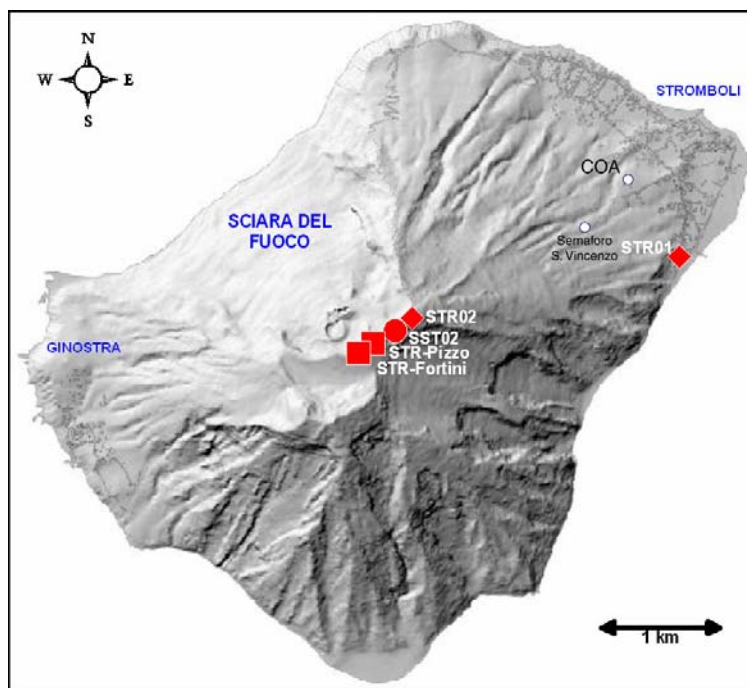 N
W E
S
STROMBOLI
COA
SCIARA DEL
FUOCO
Semaforo
S. Vincenzo
STR01
STR02
SST02
STR-Pizzo
STR-Fortini
GINOSTRA
1 km